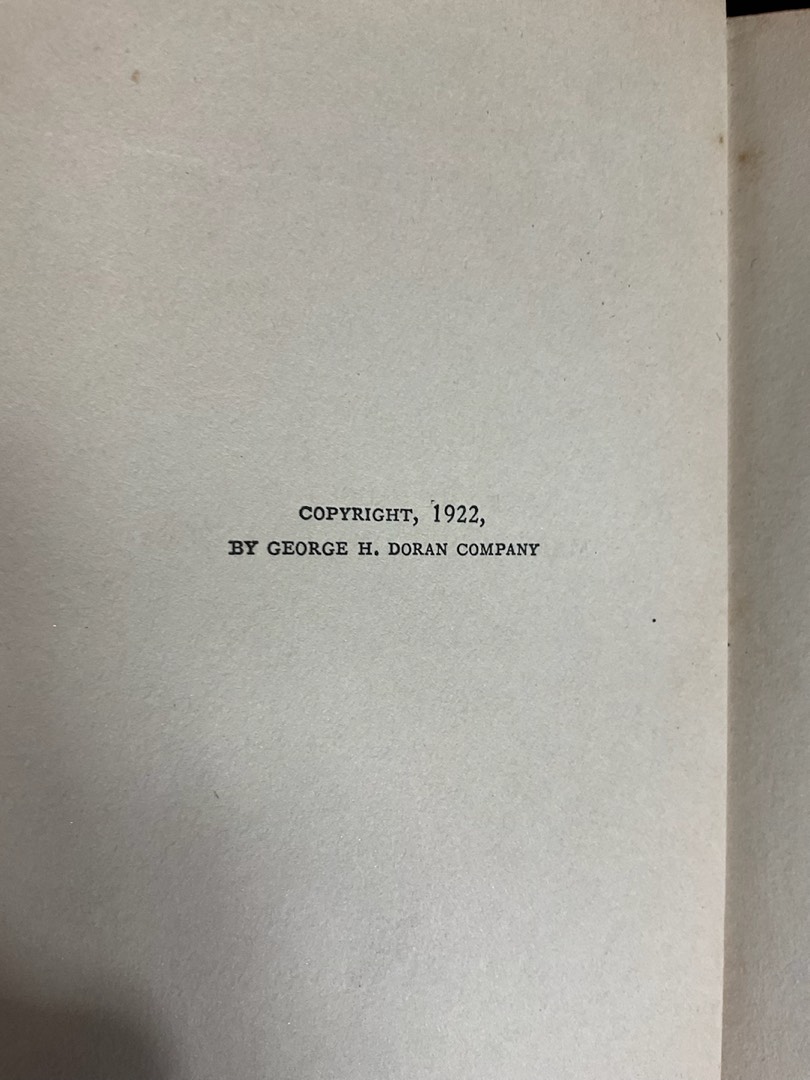 COPYRIGHT, 1922,
BY GEORGE H. DORAN COMPANY